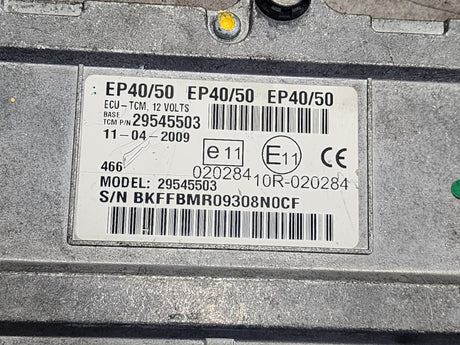 EP40/50 EP40/50 EP40/50
ECU-TCM, 12 VOLTS
BASE
TCM P/N 29545503
11-04-2009
e11 E11 CE
466
02028410R-020284
MODEL: 29545503
S/N BKFFBMR09308N0CF